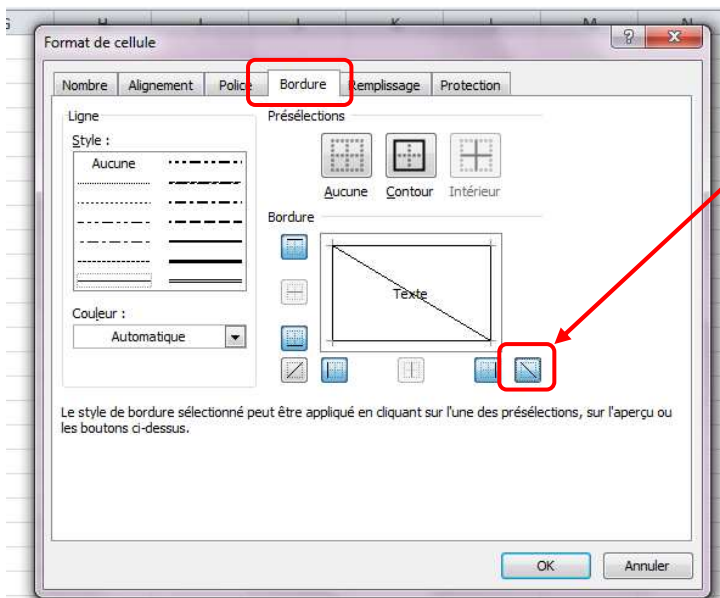 G H I J K L M N
Format de cellule
Nombre Alignement Police Bordure Remplissage Protection
Ligne
Style :
Aucune
Couleur :
Automatique
Présélections
Aucune Contour Intérieur
Bordure
Texte
Le style de bordure sélectionné peut être appliqué en cliquant sur l'une des présélections, sur l'aperçu ou
les boutons ci-dessus.
OK Annuler